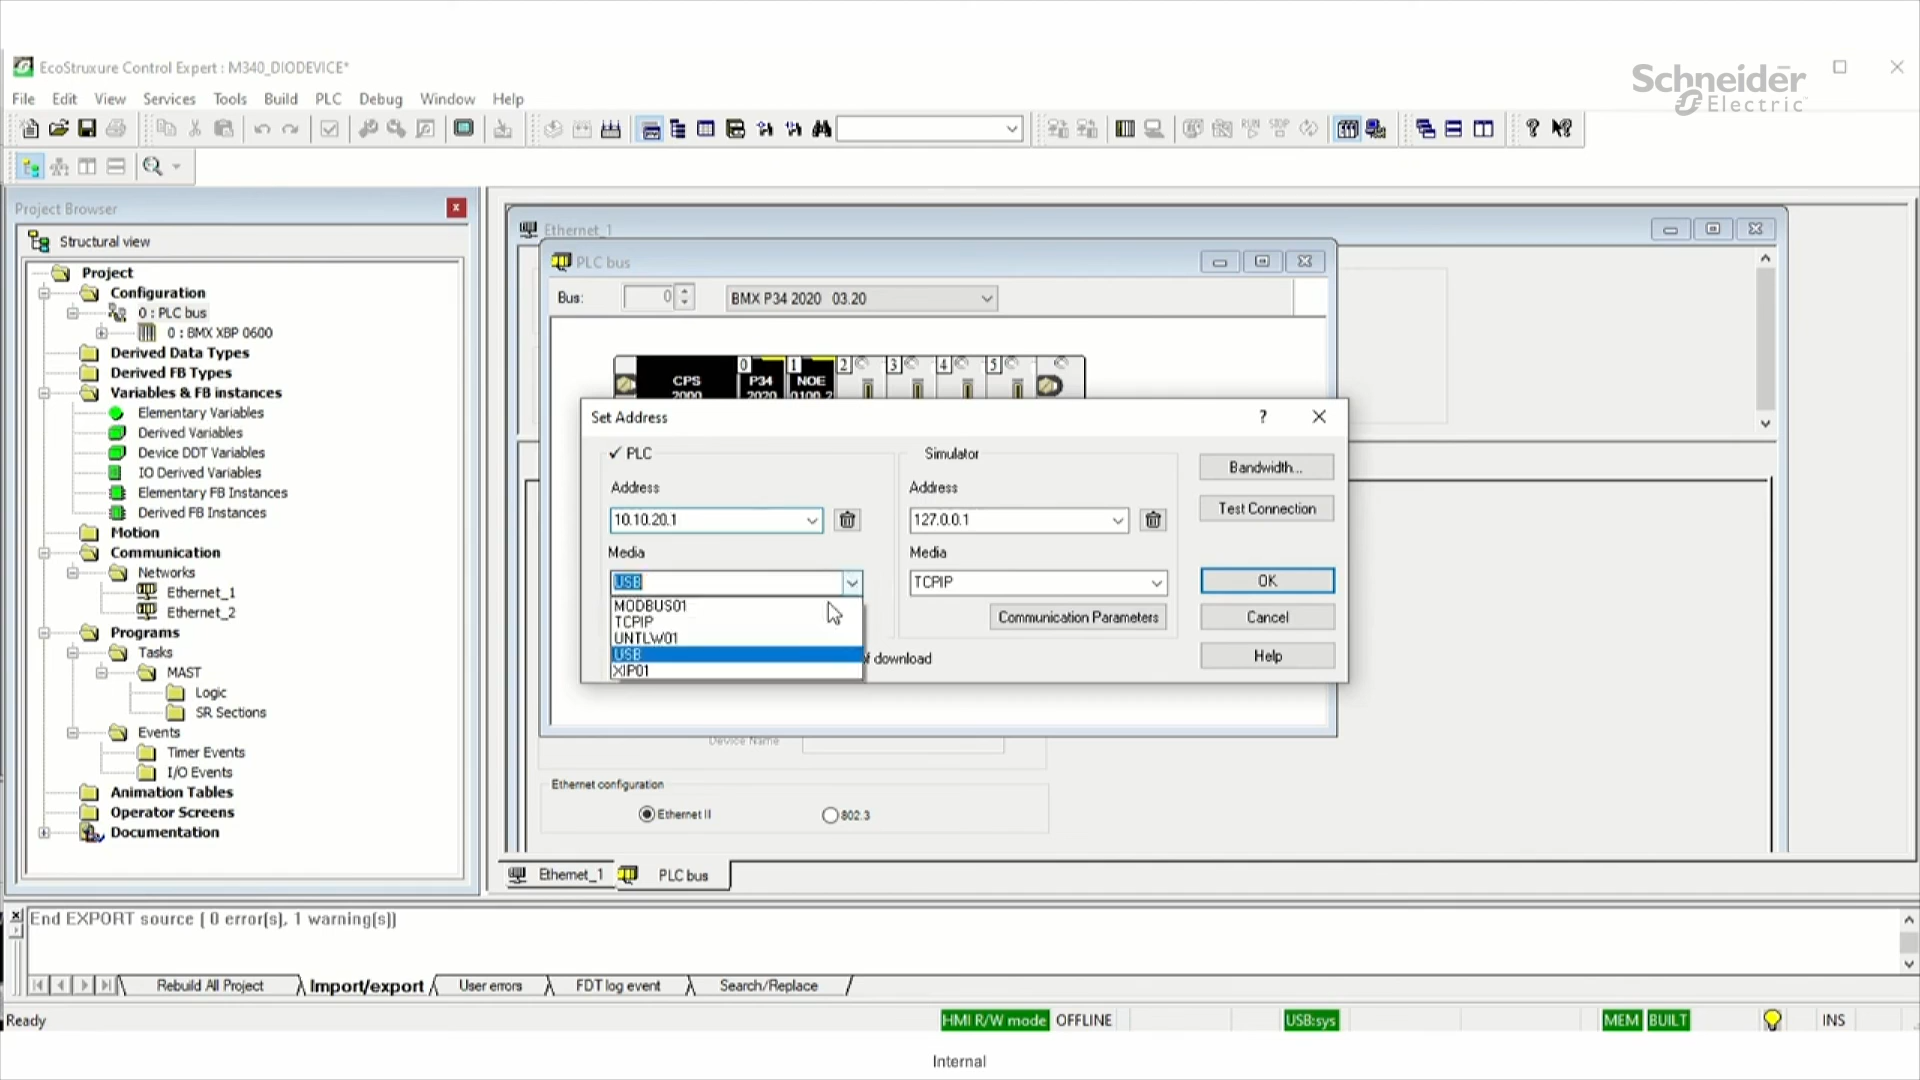 EcoStruxure Control Expert : M340_DIODEVICE*
Schneider
Electric
File Edit View Services Tools Build PLC Debug Window Help
Project Browser
Structural view
Project
Configuration
0 : PLC bus
0 : BMX XBP 0600
Derived Data Types
Derived FB Types
Variables & FB instances
Elementary Variables
Derived Variables
Device DDT Variables
IO Derived Variables
Elementary FB Instances
Derived FB Instances
Motion
Communication
Networks
Ethernet_1
Ethernet_2
Programs
Tasks
MAST
Logic
SR Sections
Events
Timer Events
I/O Events
Animation Tables
Operator Screens
Documentation
Ethernet_1
PLC bus
Bus: 0 BMX P34 2020 03.20
0 1 2 3 4 5
CPS P34 NOE
2000 2020 0100.2
Set Address
PLC
Address
10.10.20.1
Media
USB
MODBUS01
TCPIP
UNTLW01
USB
XIP01
Simulator
Address
127.0.0.1
Media
TCPIP
Communication Parameters
f download
Bandwidth...
Test Connection
OK
Cancel
Help
Device Name
Ethernet configuration
Ethernet II 802.3
Ethernet_1 PLC bus
End EXPORT source ( 0 error(s), 1 warning(s))
Rebuild All Project Import/export User errors FDT log event Search/Replace
Ready HMI R/W mode OFFLINE USB:sys MEM BUILT INS
Internal